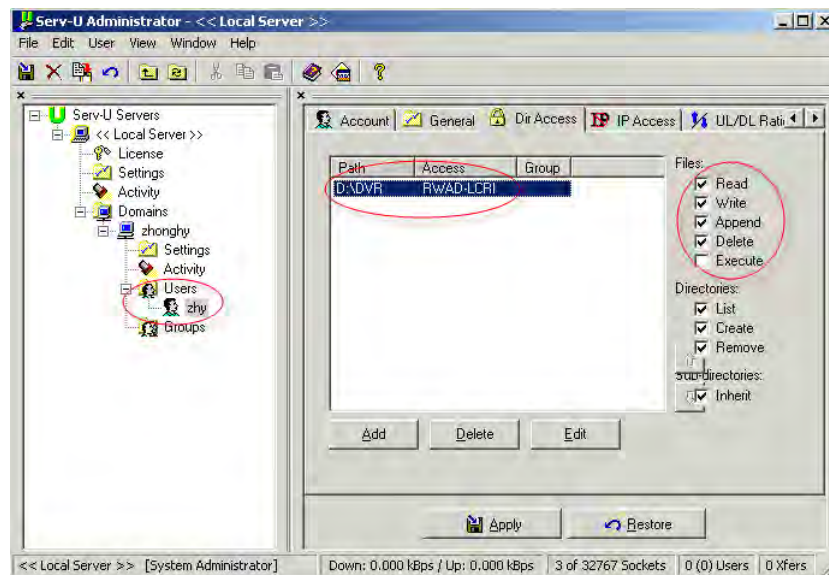 Serv-U Administrator - << Local Server >>
File Edit User View Window Help
Serv-U Servers
<< Local Server >>
License
Settings
Activity
Domains
zhonghy
Settings
Activity
Users
zhy
Groups
Account General Dir Access IP Access UL/DL Rati
Path Access Group
D:\DVR RWAD-LCRI
Files:
Read
Write
Append
Delete
Execute
Directories:
List
Create
Remove
Sub-directories:
Inherit
Add Delete Edit
Apply Restore
<< Local Server >> [System Administrator] Down: 0.000 kBps / Up: 0.000 kBps 3 of 32767 Sockets 0 (0) Users 0 Xfers